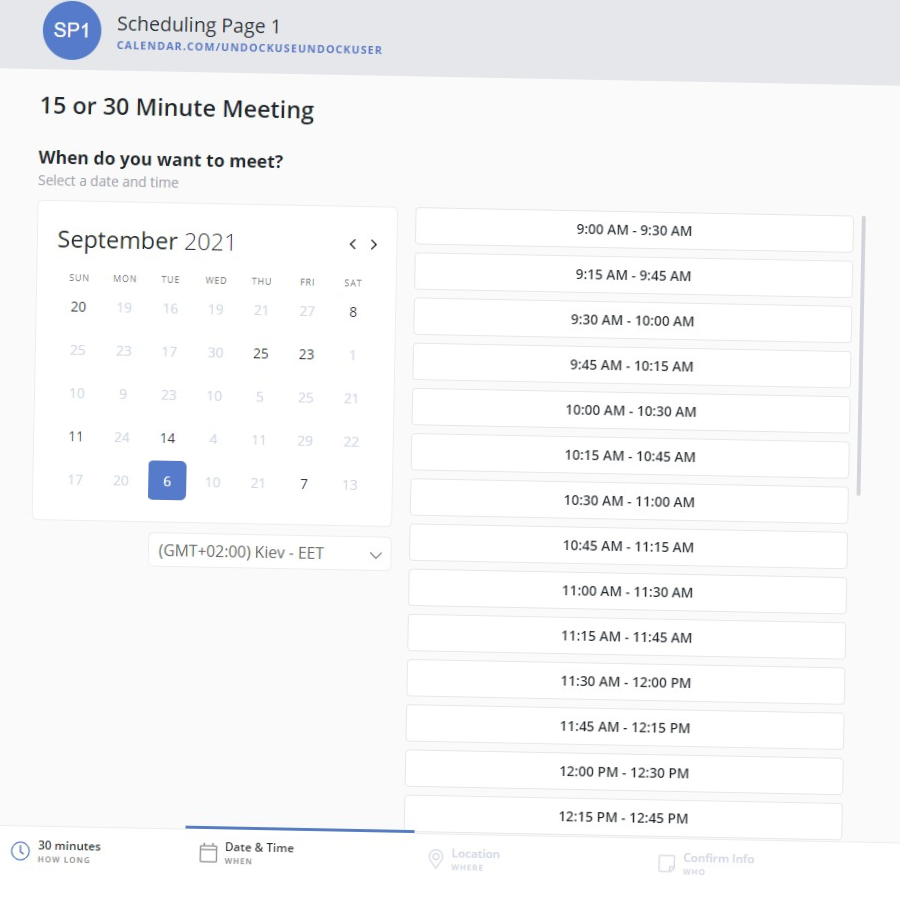 SP1
Scheduling Page 1
CALENDAR.COM/UNDOCKUSEUNDOCKUSER
15 or 30 Minute Meeting
When do you want to meet?
Select a date and time
September 2021
SUN MON TUE WED THU FRI SAT
20 19 16 19 21 27 8
25 23 17 30 25 23 1
10 9 23 10 5 25 21
11 24 14 4 11 29 22
17 20 6 10 21 7 13
(GMT+02:00) Kiev - EET
9:00 AM - 9:30 AM
9:15 AM - 9:45 AM
9:30 AM - 10:00 AM
9:45 AM - 10:15 AM
10:00 AM - 10:30 AM
10:15 AM - 10:45 AM
10:30 AM - 11:00 AM
10:45 AM - 11:15 AM
11:00 AM - 11:30 AM
11:15 AM - 11:45 AM
11:30 AM - 12:00 PM
11:45 AM - 12:15 PM
12:00 PM - 12:30 PM
12:15 PM - 12:45 PM
30 minutes
HOW LONG
Date & Time
WHEN
Location
WHERE
Confirm Info
WHO